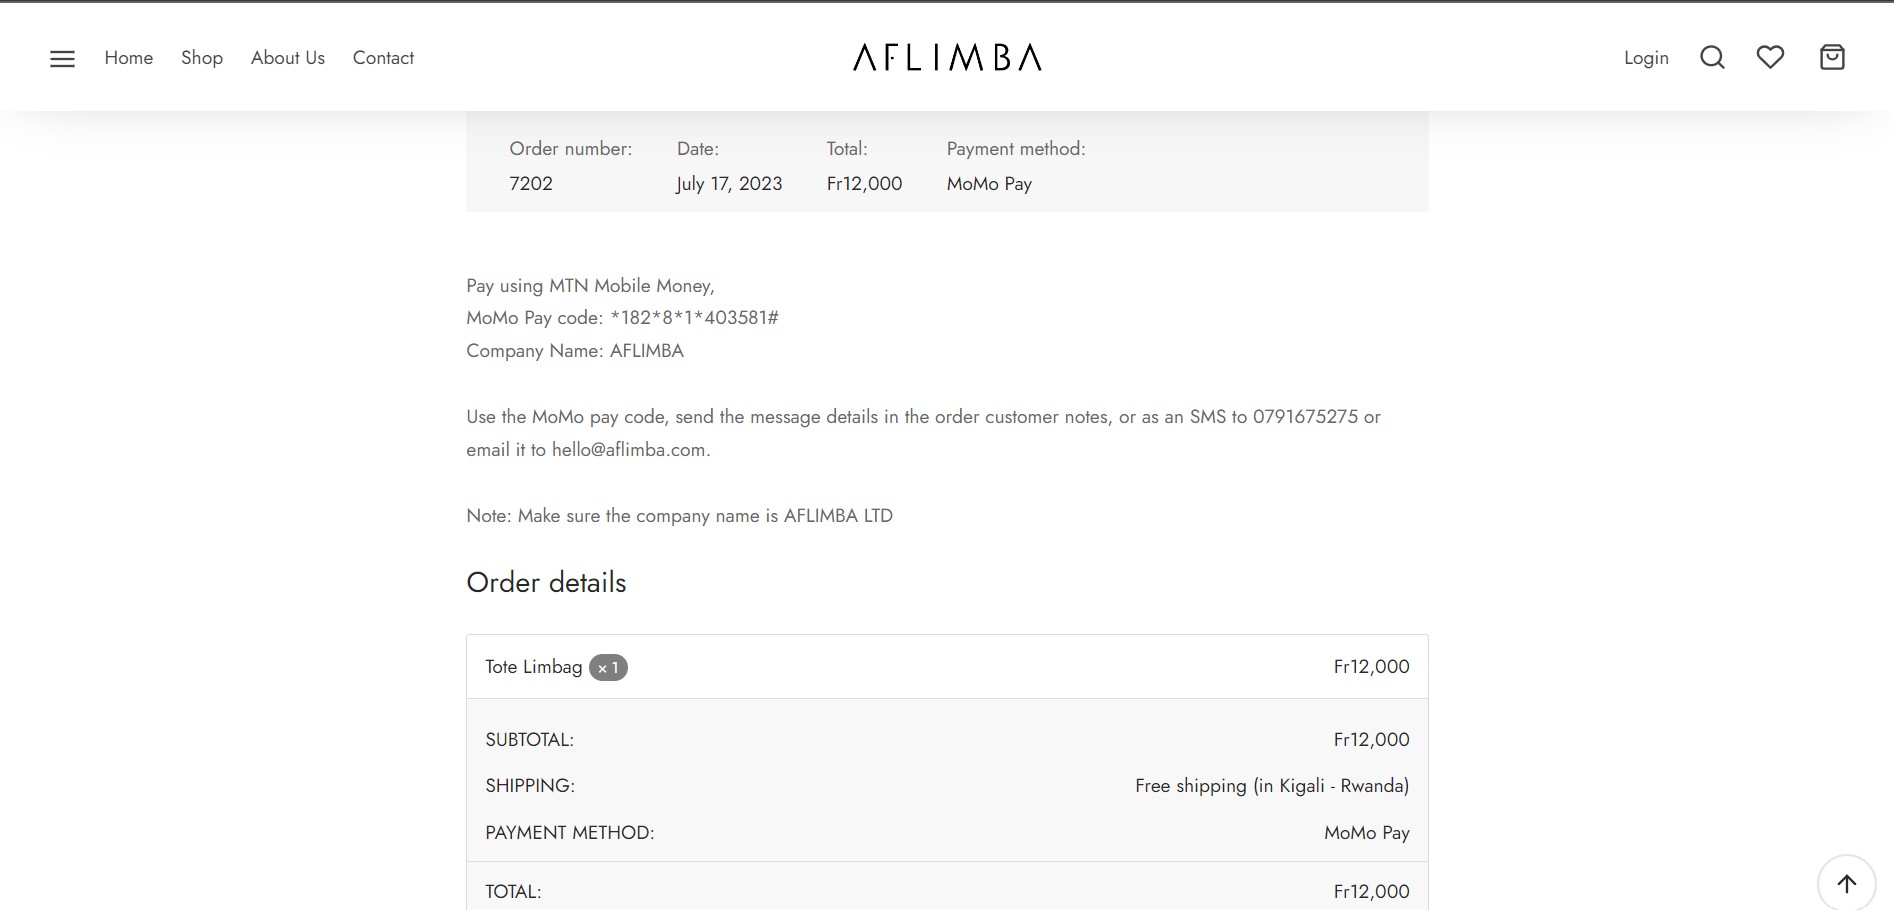 Home Shop About Us Contact AFLIMBA Login
Order number: Date: Total: Payment method:
7202 July 17, 2023 Fr12,000 MoMo Pay
Pay using MTN Mobile Money,
MoMo Pay code: *182*8*1*403581#
Company Name: AFLIMBA
Use the MoMo pay code, send the message details in the order customer notes, or as an SMS to 0791675275 or
email it to hello@aflimba.com.
Note: Make sure the company name is AFLIMBA LTD
Order details
Tote Limbag × 1 Fr12,000
SUBTOTAL: Fr12,000
SHIPPING: Free shipping (in Kigali - Rwanda)
PAYMENT METHOD: MoMo Pay
TOTAL: Fr12,000